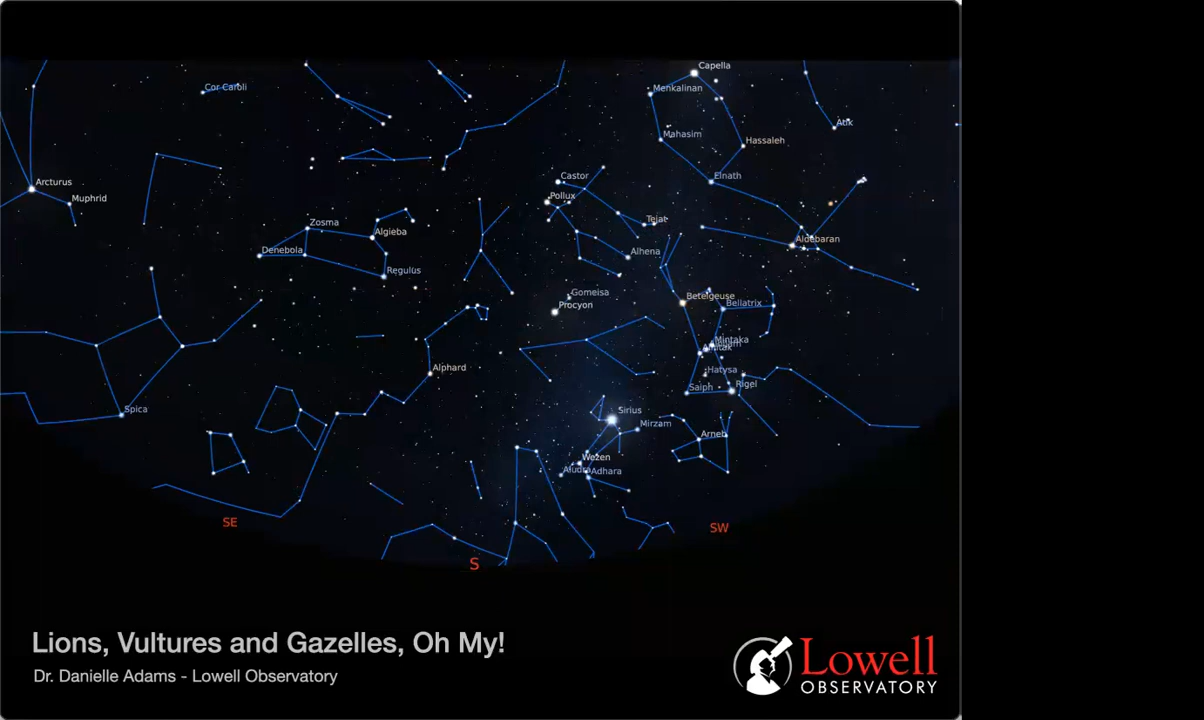 Capella
Cor Caroli
Menkalinan
Atik
Mahasim
Hassaleh
Castor
Elnath
Arcturus
Pollux
Muphrid
Zosma
Tejat
Algieba
Aldebaran
Denebola
Alhena
Regulus
Gomeisa
Betelgeuse
Procyon
Bellatrix
Mintaka
Alphard
Hatysa
Saiph
Rigel
Spica
Sirius
Mirzam
Arneb
Wezen
Aludra
Adhara
SE
SW
S
Lions, Vultures and Gazelles, Oh My!
Dr. Danielle Adams - Lowell Observatory
Lowell
OBSERVATORY